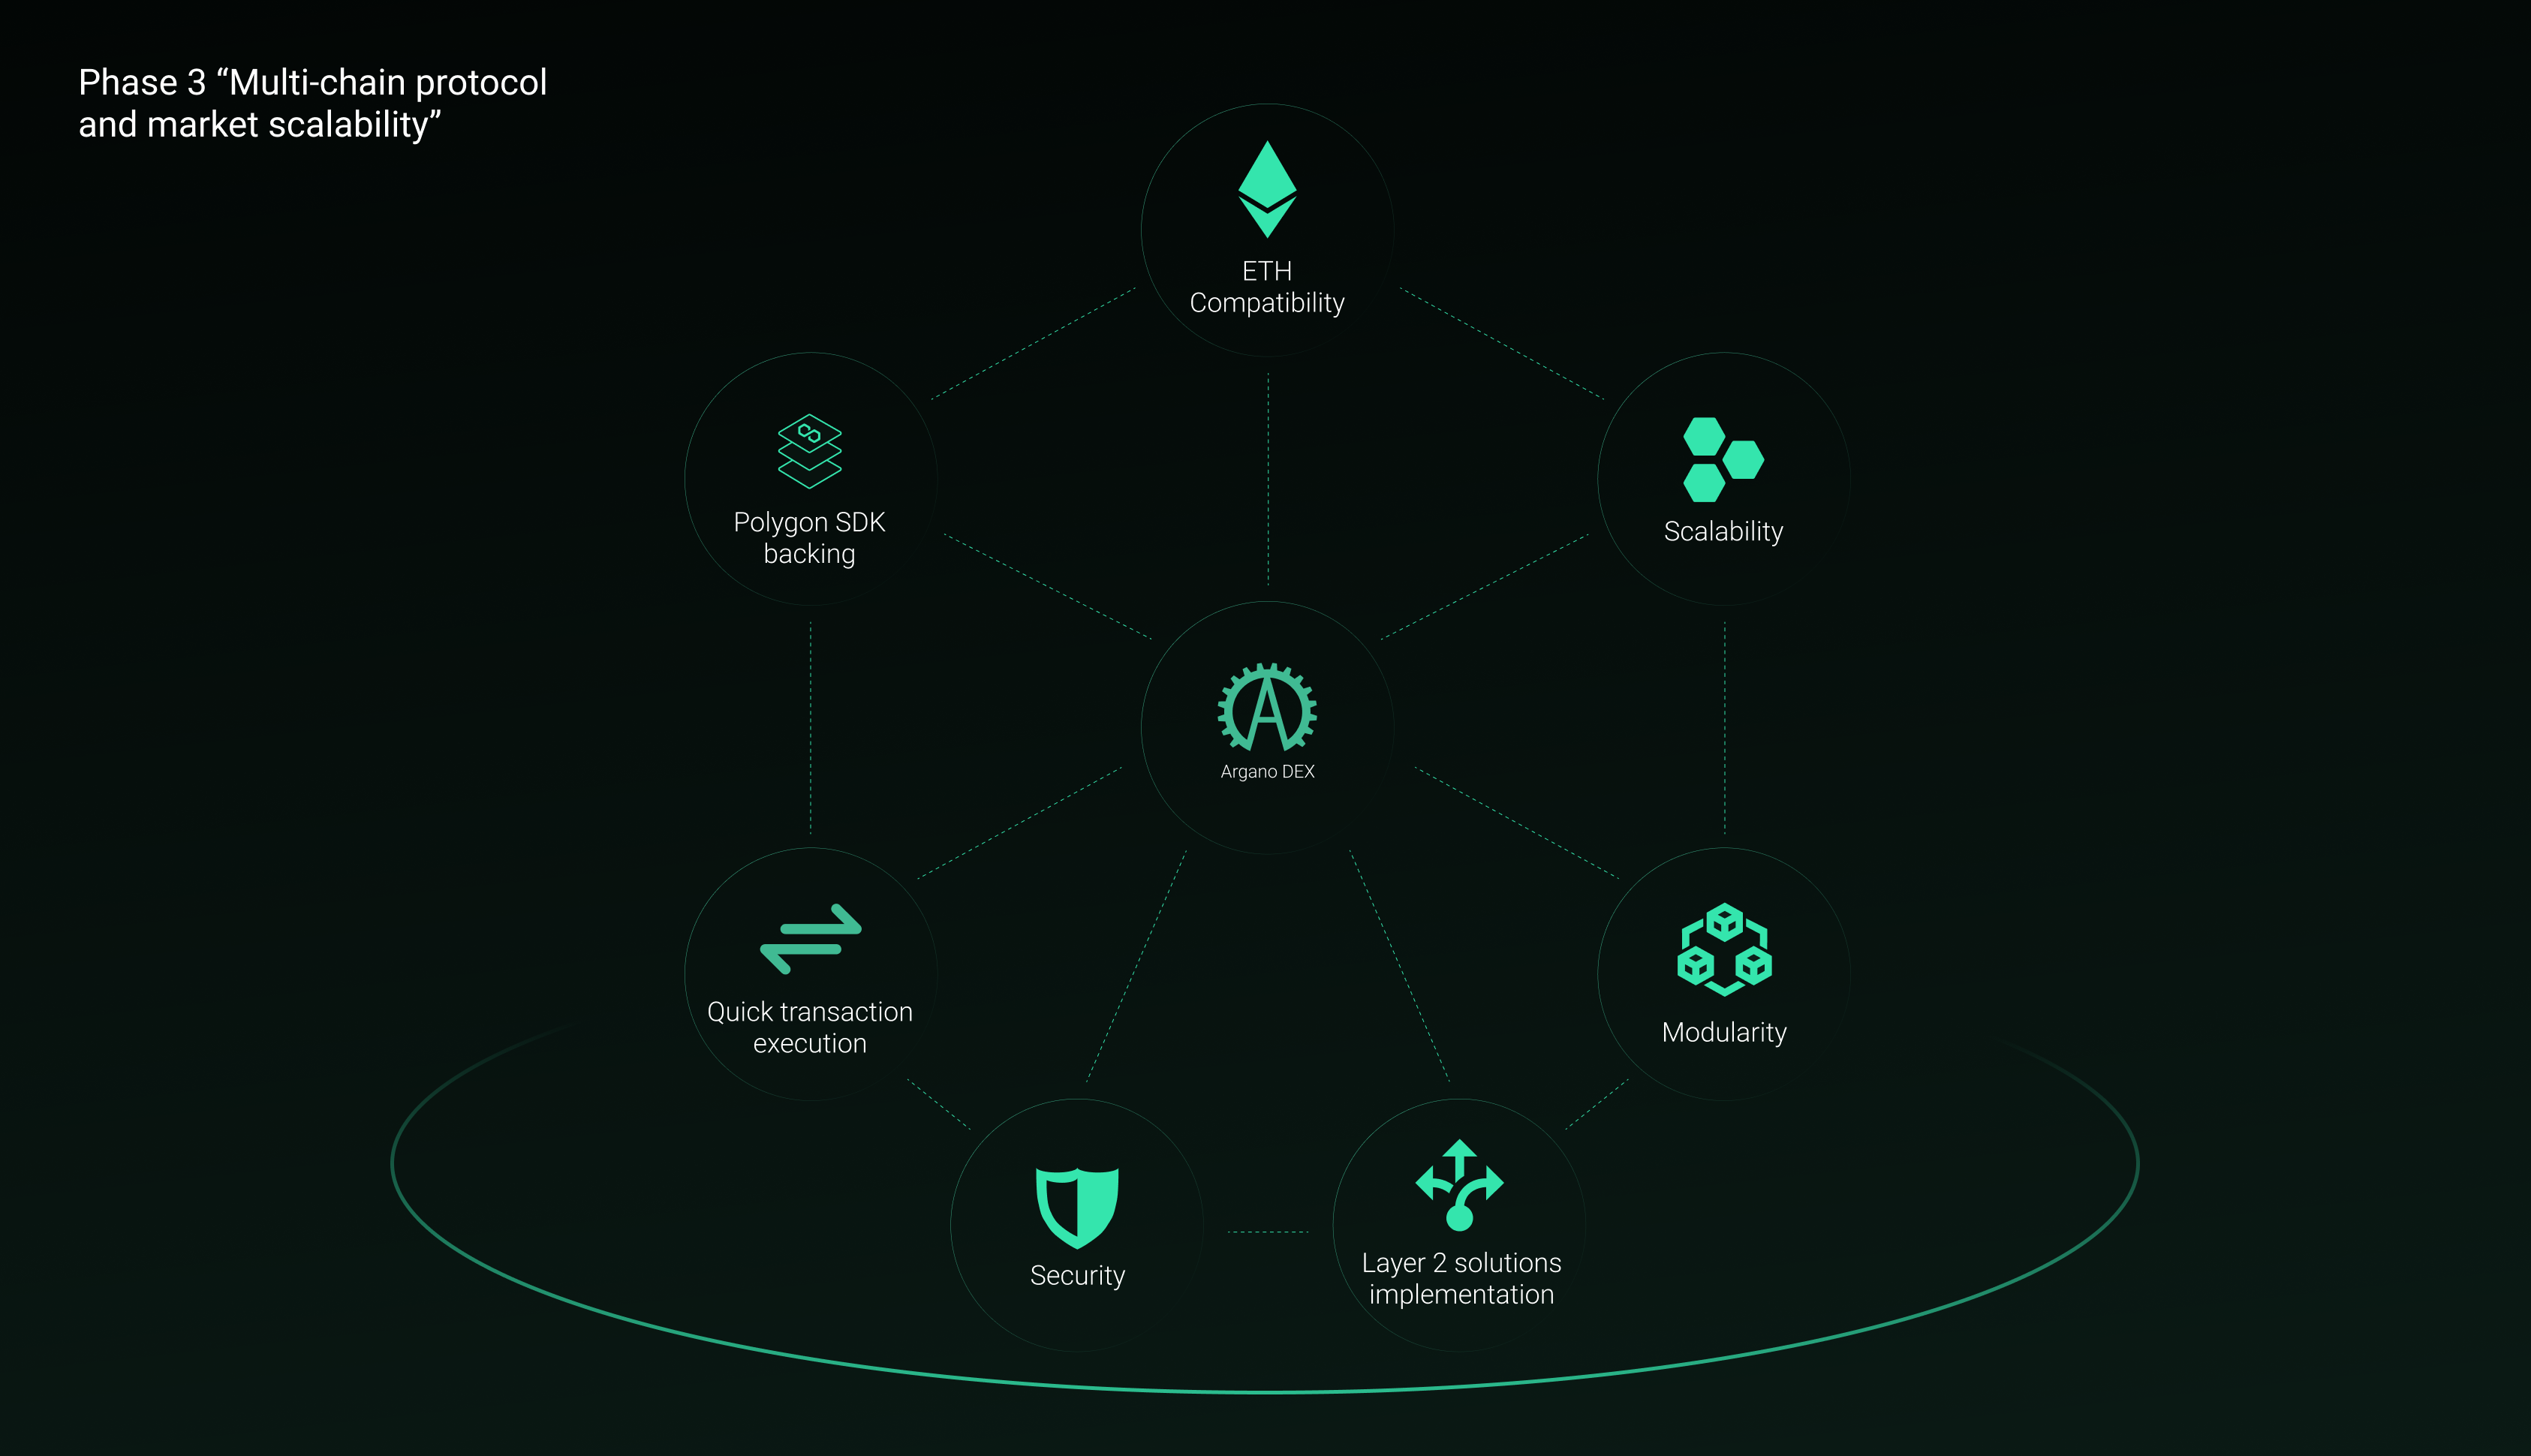 Phase 3 “Multi-chain protocol
and market scalability”
ETH
Compatibility
Polygon SDK
backing
Scalability
Argano DEX
Quick transaction
execution
Modularity
Security
Layer 2 solutions
implementation